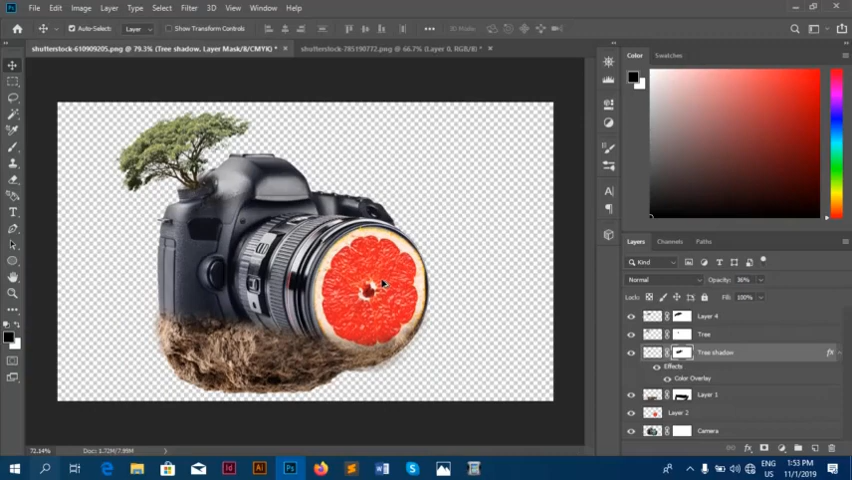 File Edit Image Layer Type Select Filter 3D View Window Help
Auto-Select: Layer Show Transform Controls 3D Mode:
shutterstock-610909205.png @ 79.3% (Tree shadow, Layer Mask/8/CMYK) *
shutterstock-785190772.png @ 66.7% (Layer 0, RGB/8) *
Color Swatches
Layers Channels Paths
Kind
Normal Opacity: 36%
Lock: Fill: 100%
Layer 4
Tree
Tree shadow fx
Effects
Color Overlay
Layer 1
Layer 2
Camera
72.14% Doc: 1.72M/7.99M
ENG 1:53 PM
US 11/1/2019